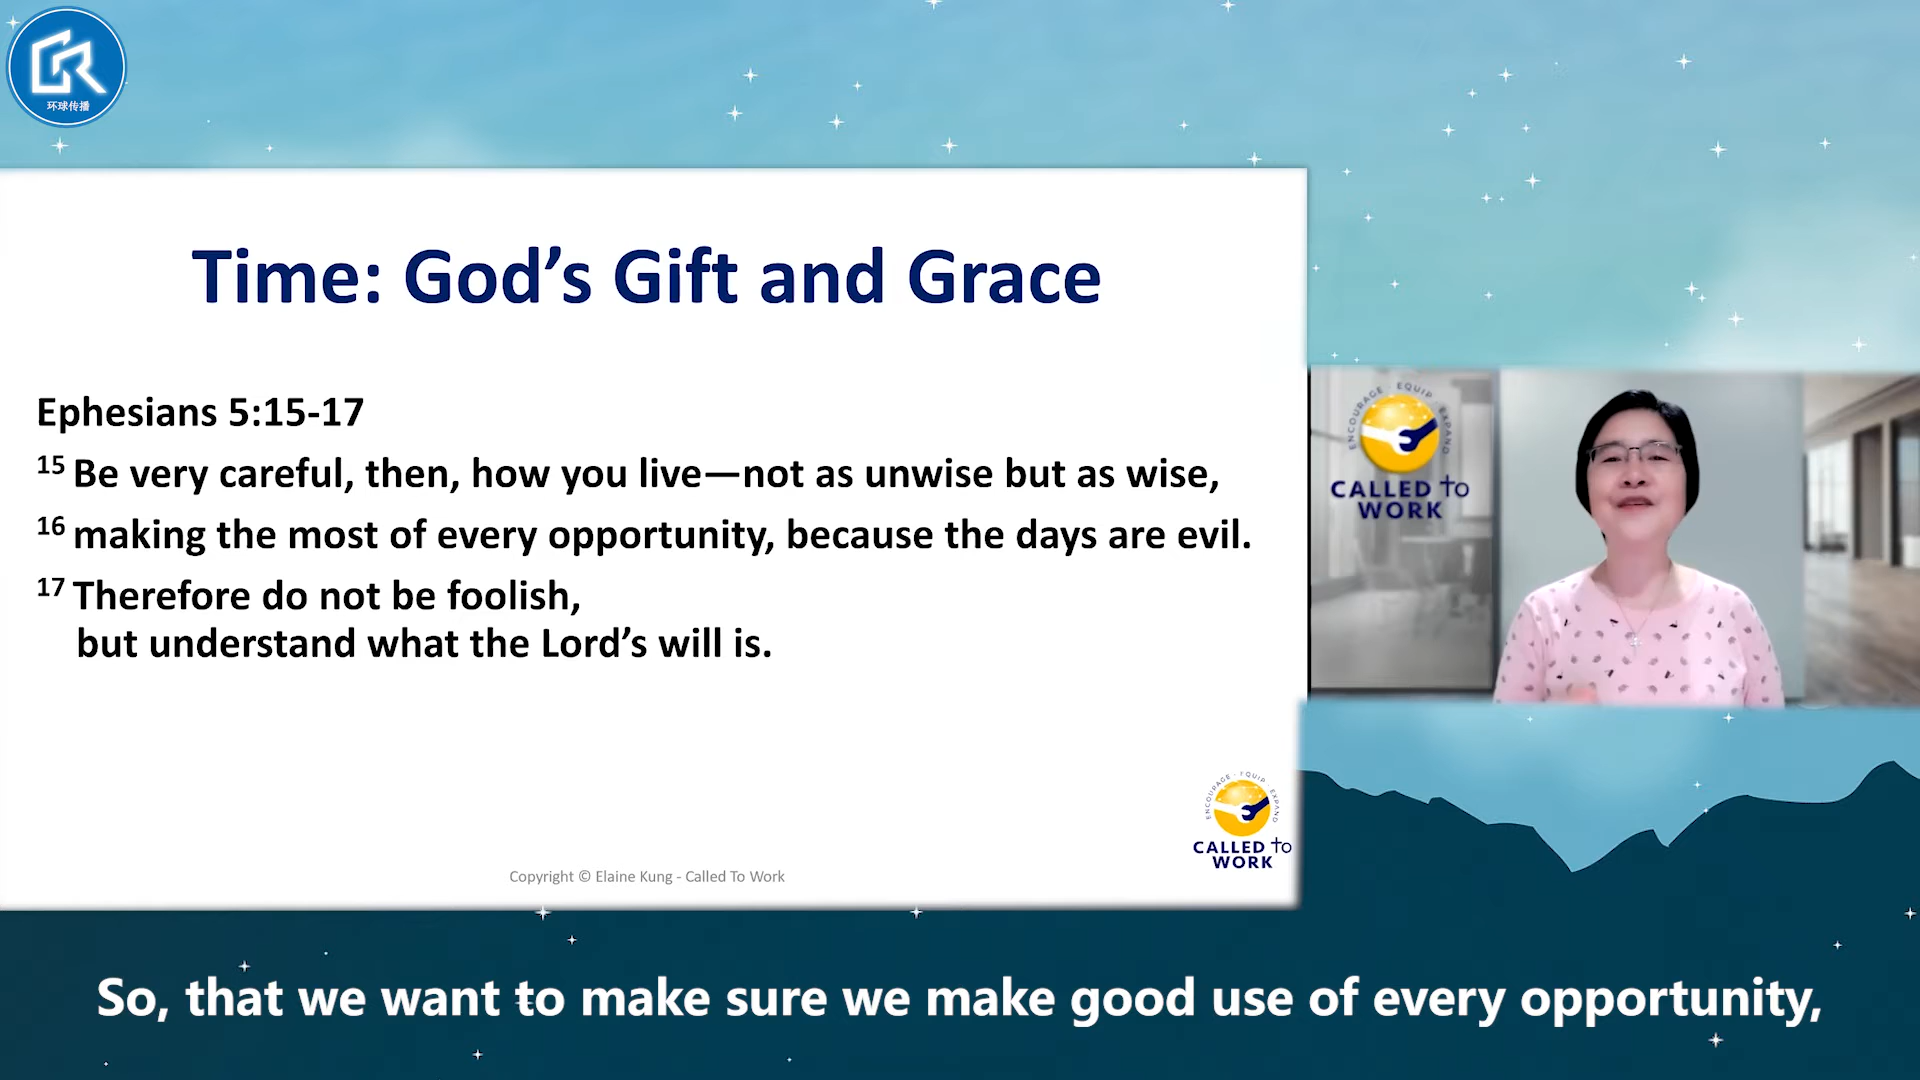 GR
环球传播
Time: God’s Gift and Grace
Ephesians 5:15-17
15 Be very careful, then, how you live—not as unwise but as wise,
16 making the most of every opportunity, because the days are evil.
17 Therefore do not be foolish,
but understand what the Lord’s will is.
ENCOURAGE · EQUIP · EXPAND
CALLED to
WORK
ENCOURAGE · EQUIP · EXPAND
CALLED to
WORK
Copyright © Elaine Kung - Called To Work
So, that we want to make sure we make good use of every opportunity,